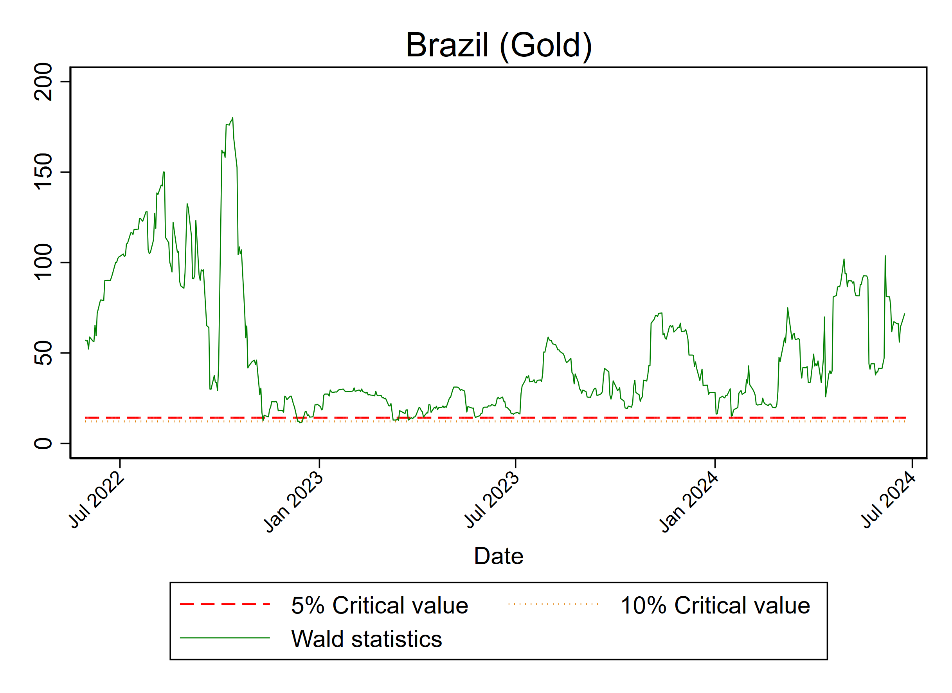 Brazil (Gold)
200
150
100
50
0
Jul 2022
Jan 2023
Jul 2023
Jan 2024
Jul 2024
Date
5% Critical value
10% Critical value
Wald statistics